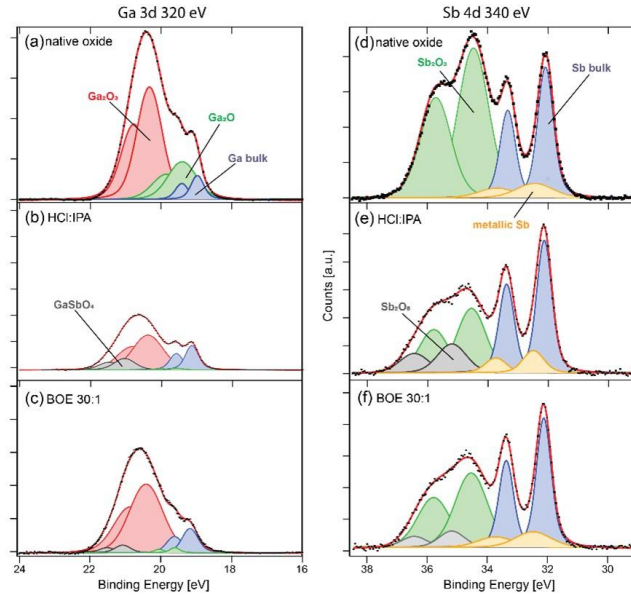 Ga 3d 320 eV
Sb 4d 340 eV
(a) native oxide
Ga₂O₃
Ga₂O
Ga bulk
(b) HCl:IPA
GaSbO₄
(c) BOE 30:1
24 22 20 18 16
Binding Energy [eV]
Counts [a.u.]
(d) native oxide
Sb₂O₃
Sb bulk
metallic Sb
(e) HCl:IPA
Sb₂O₅
(f) BOE 30:1
38 36 34 32 30
Binding Energy [eV]